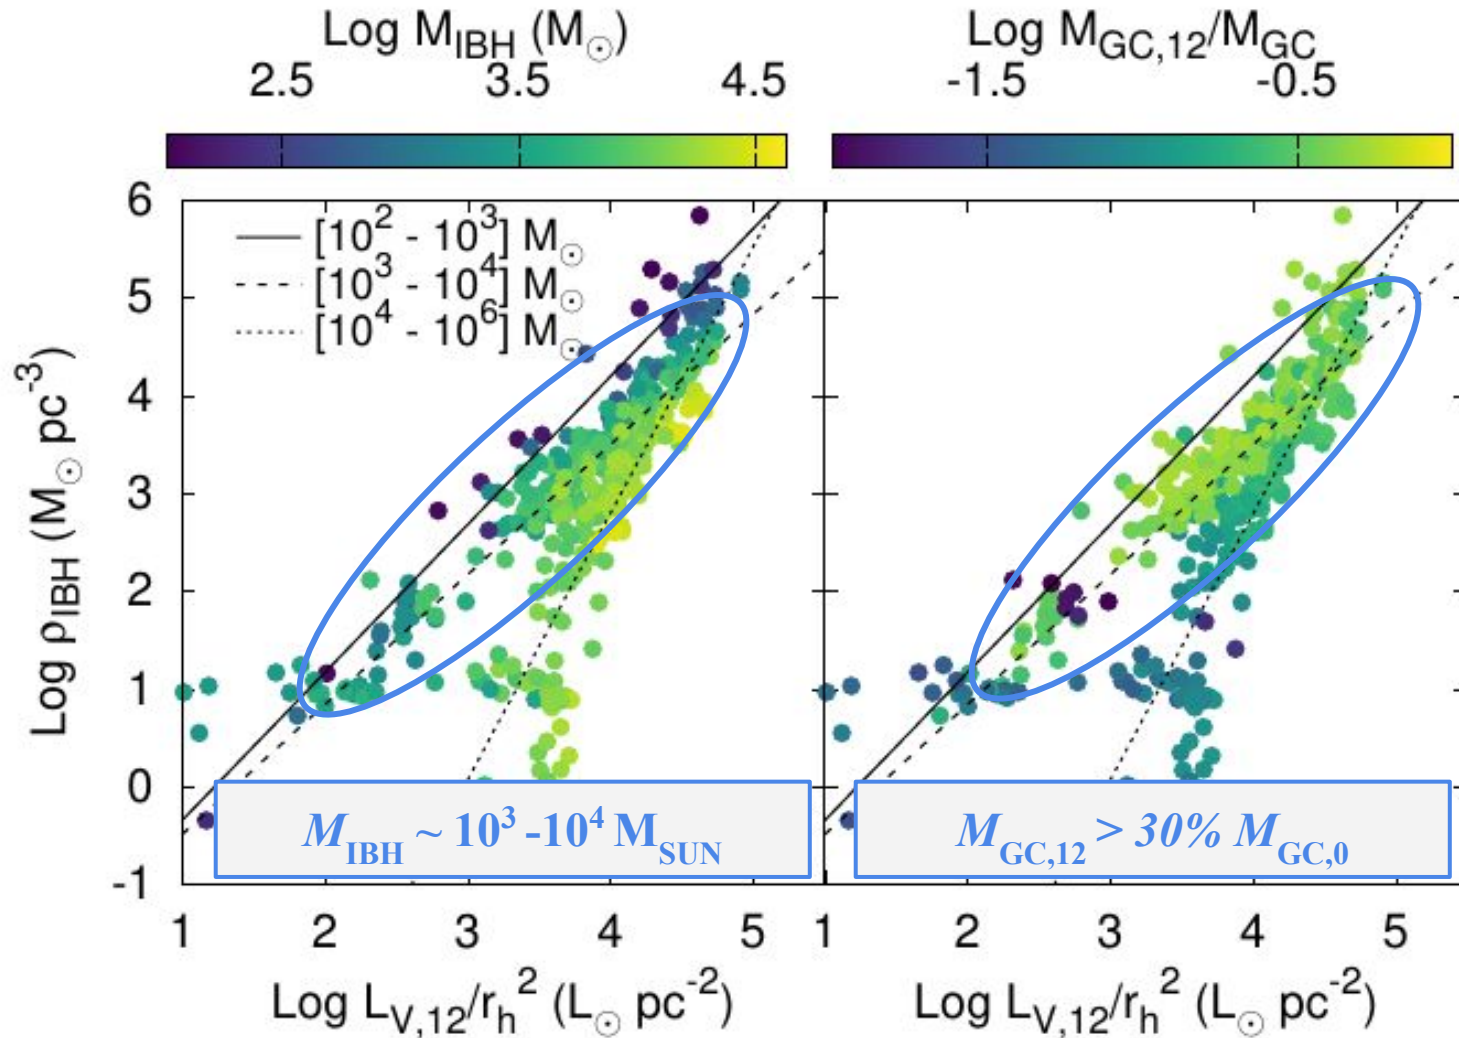 Log M_IBH (M_⊙)
2.5 3.5 4.5
Log M_GC,12/M_GC
-1.5 -0.5
Log ρ_IBH (M_⊙ pc^-3)
6
5
4
3
2
1
0
-1
[10^2 - 10^3] M_⊙
[10^3 - 10^4] M_⊙
[10^4 - 10^6] M_⊙
M_IBH ~ 10^3 -10^4 M_SUN
M_GC,12 > 30% M_GC,0
1 2 3 4 5
1 2 3 4 5
Log L_V,12/r_h^2 (L_⊙ pc^-2)
Log L_V,12/r_h^2 (L_⊙ pc^-2)